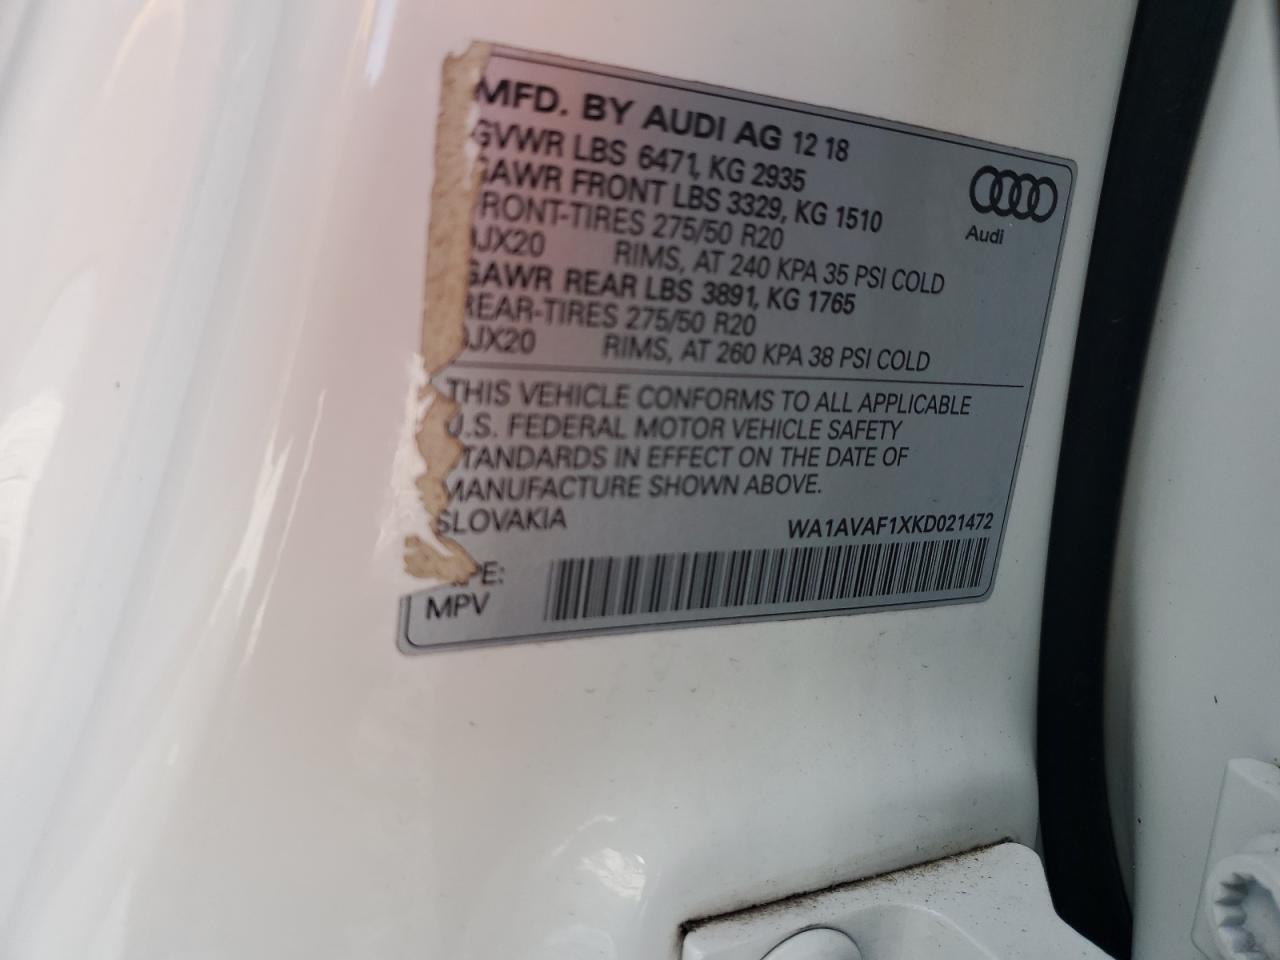 MFD. BY AUDI AG 12 18
GVWR LBS 6471, KG 2935
GAWR FRONT LBS 3329, KG 1510
FRONT-TIRES 275/50 R20
JX20 RIMS, AT 240 KPA 35 PSI COLD
GAWR REAR LBS 3891, KG 1765
REAR-TIRES 275/50 R20
JX20 RIMS, AT 260 KPA 38 PSI COLD
Audi
THIS VEHICLE CONFORMS TO ALL APPLICABLE
U.S. FEDERAL MOTOR VEHICLE SAFETY
STANDARDS IN EFFECT ON THE DATE OF
MANUFACTURE SHOWN ABOVE.
SLOVAKIA WA1AVAF1XKD021472
PE:
MPV